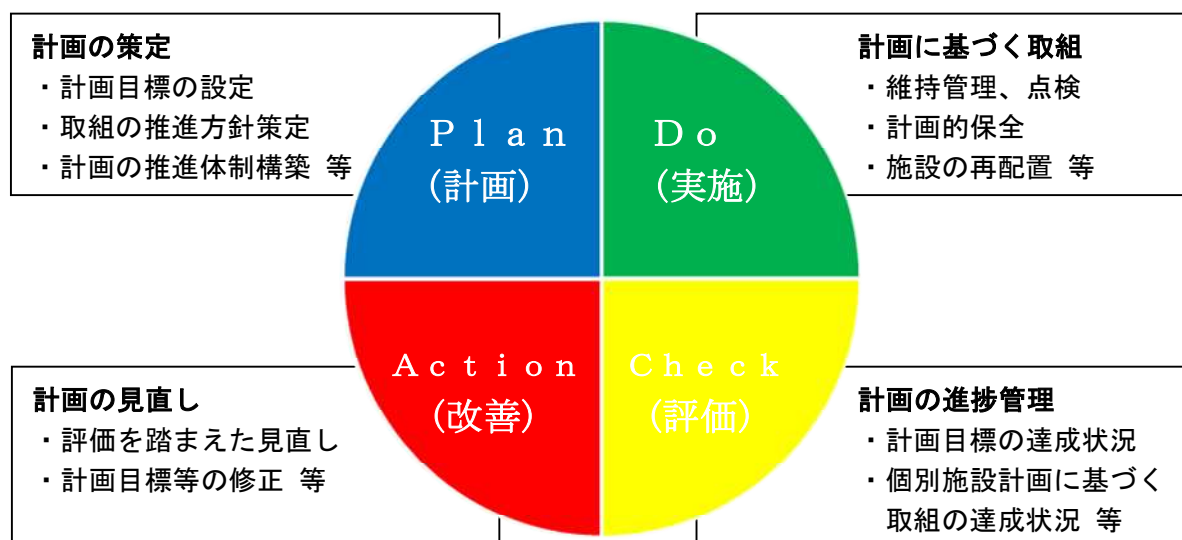 計画の策定
・計画目標の設定
・取組の推進方針策定
・計画の推進体制構築 等
Ｐｌａｎ
(計画)
Ｄｏ
(実施)
計画に基づく取組
・維持管理、点検
・計画的保全
・施設の再配置 等
計画の見直し
・評価を踏まえた見直し
・計画目標等の修正 等
Ａｃｔｉｏｎ
(改善)
Ｃｈｅｃｋ
(評価)
計画の進捗管理
・計画目標の達成状況
・個別施設計画に基づく
取組の達成状況 等